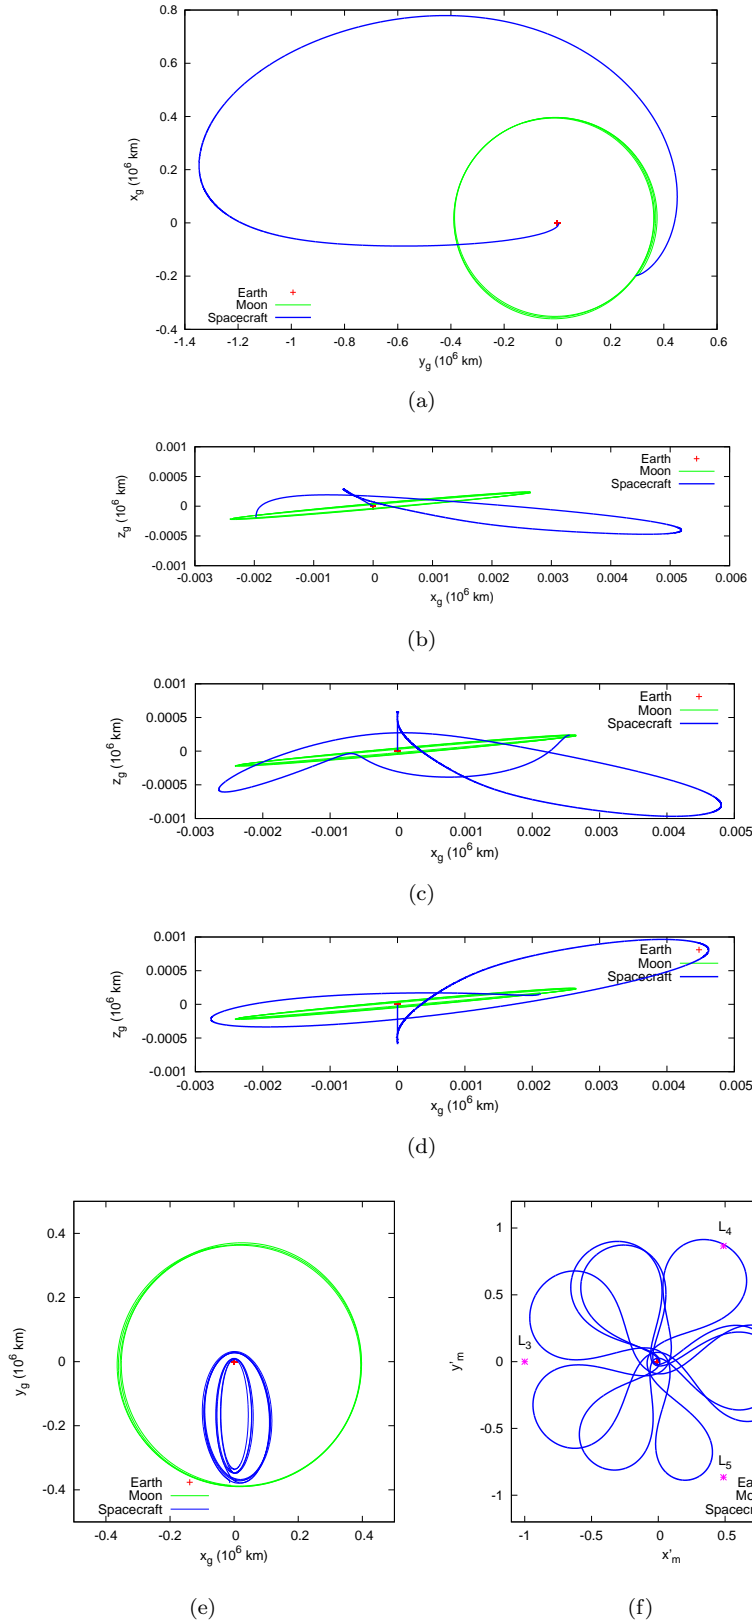 0.8
0.6
0.4
0.2
0
-0.2
-0.4
x_g (10^6 km)
Earth
Moon
Spacecraft
-1.4 -1.2 -1 -0.8 -0.6 -0.4 -0.2 0 0.2 0.4 0.6
y_g (10^6 km)
(a)
0.001
0.0005
0
-0.0005
-0.001
z_g (10^6 km)
Earth
Moon
Spacecraft
-0.003 -0.002 -0.001 0 0.001 0.002 0.003 0.004 0.005 0.006
x_g (10^6 km)
(b)
0.001
0.0005
0
-0.0005
-0.001
z_g (10^6 km)
Earth
Moon
Spacecraft
-0.003 -0.002 -0.001 0 0.001 0.002 0.003 0.004 0.005
x_g (10^6 km)
(c)
0.001
0.0005
0
-0.0005
-0.001
z_g (10^6 km)
Earth
Moon
Spacecraft
-0.003 -0.002 -0.001 0 0.001 0.002 0.003 0.004 0.005
x_g (10^6 km)
(d)
0.4
0.2
0
-0.2
-0.4
y_g (10^6 km)
Earth
Moon
Spacecraft
-0.4 -0.2 0 0.2 0.4
x_g (10^6 km)
(e)
1
0.5
0
-0.5
-1
y'_m
L_4
L_3
L_5
Earth
Moon
Spacecraft
-1 -0.5 0 0.5
x'_m
(f)